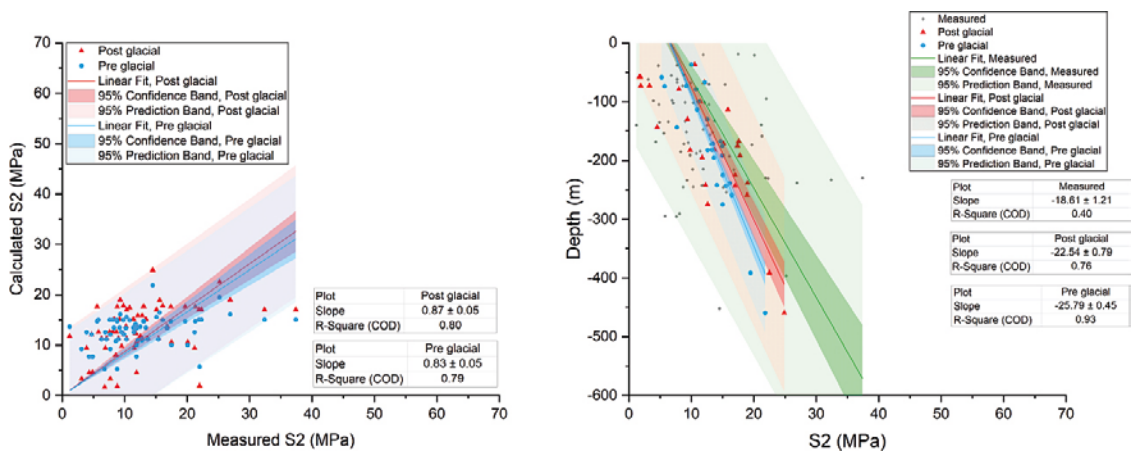 70
60
50
40
30
20
10
0
Calculated S2 (MPa)
Post glacial
Pre glacial
Linear Fit, Post glacial
95% Confidence Band, Post glacial
95% Prediction Band, Post glacial
Linear Fit, Pre glacial
95% Confidence Band, Pre glacial
95% Prediction Band, Pre glacial
Plot Post glacial
Slope 0.87 ± 0.05
R-Square (COD) 0.80
Plot Pre glacial
Slope 0.83 ± 0.05
R-Square (COD) 0.79
0 10 20 30 40 50 60 70
Measured S2 (MPa)
0
-100
-200
-300
-400
-500
-600
Depth (m)
Measured
Post glacial
Pre glacial
Linear Fit, Measured
95% Confidence Band, Measured
95% Prediction Band, Measured
Linear Fit, Post glacial
95% Confidence Band, Post glacial
95% Prediction Band, Post glacial
Linear Fit, Pre glacial
95% Confidence Band, Pre glacial
95% Prediction Band, Pre glacial
Plot Measured
Slope -18.61 ± 1.21
R-Square (COD) 0.40
Plot Post glacial
Slope -22.54 ± 0.79
R-Square (COD) 0.76
Plot Pre glacial
Slope -25.79 ± 0.45
R-Square (COD) 0.93
0 10 20 30 40 50 60 70
S2 (MPa)